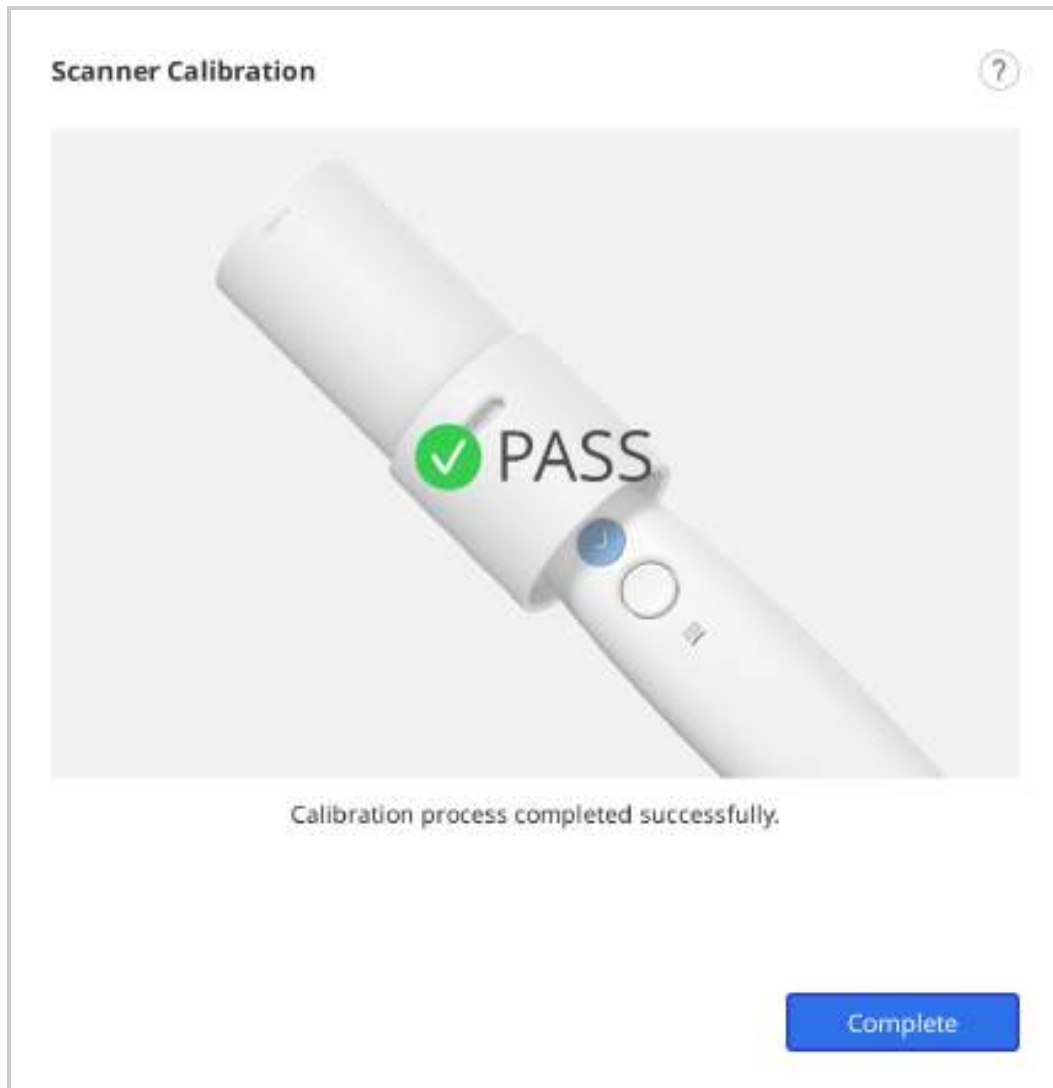 Scanner Calibration
?
PASS
Calibration process completed successfully.
Complete